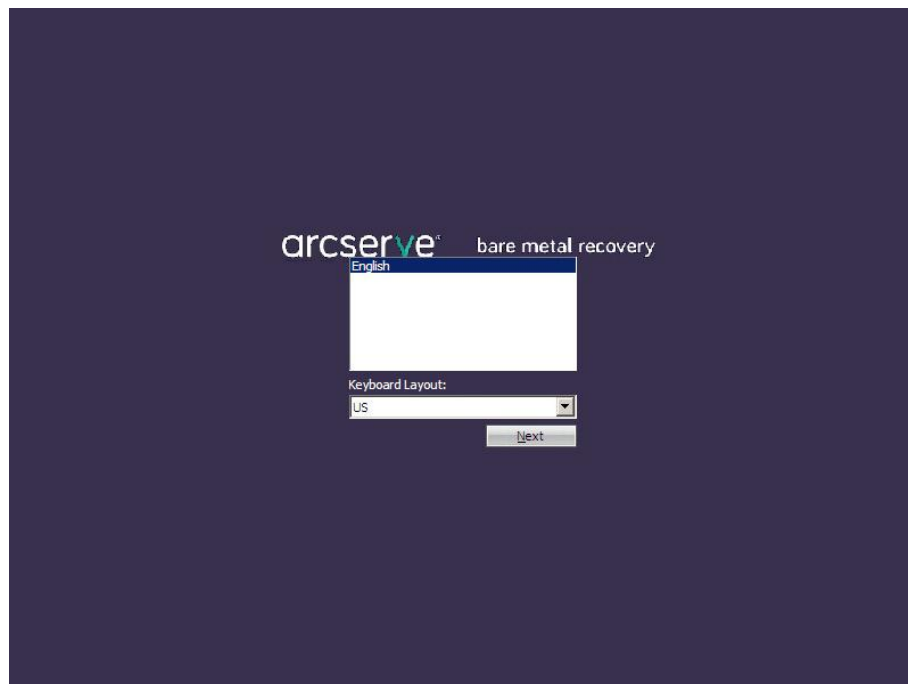 arcserve® bare metal recovery
English
Keyboard Layout:
US
Next